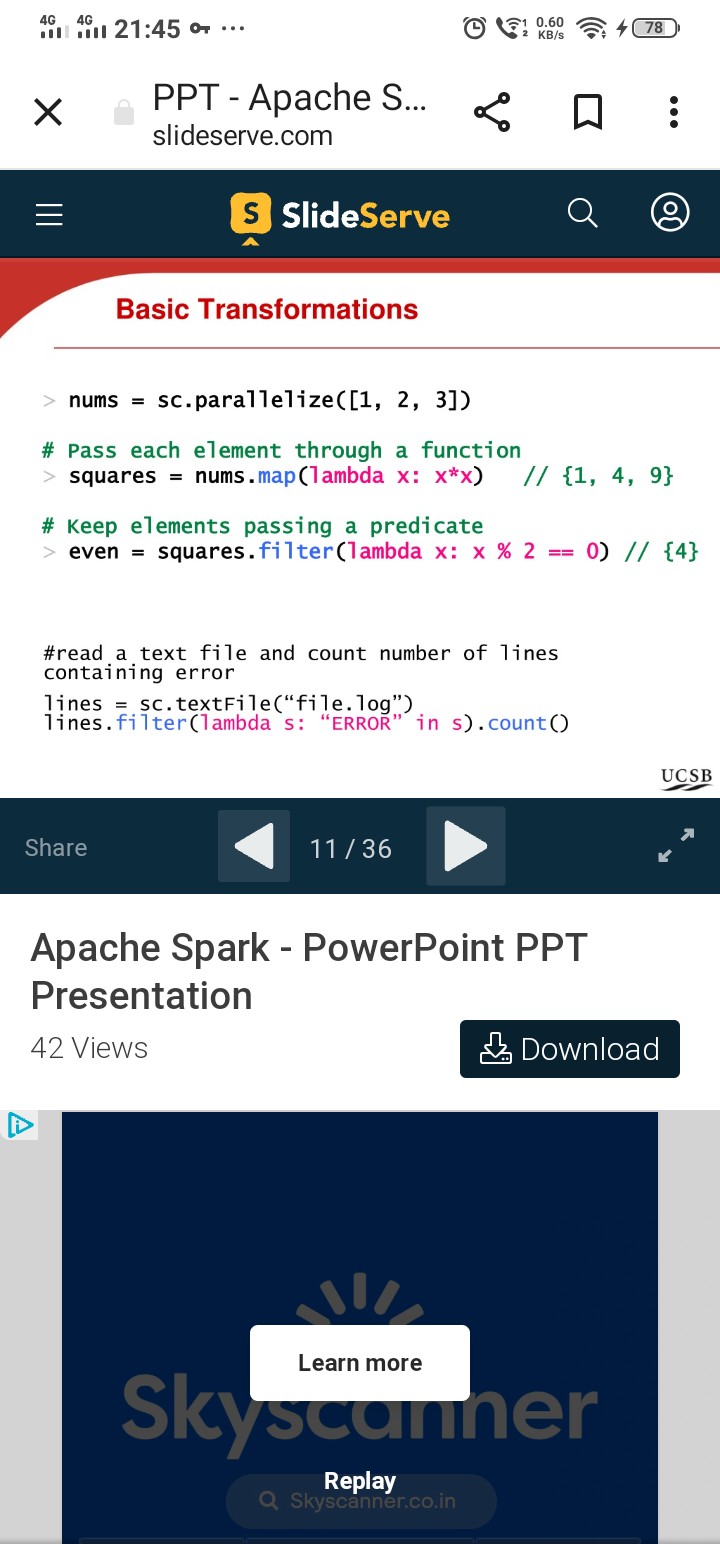 4G 4G 21:45 ... 0.60 KB/s 78
PPT - Apache S...
slideserve.com
S SlideServe
Basic Transformations
> nums = sc.parallelize([1, 2, 3])
# Pass each element through a function
> squares = nums.map(lambda x: x*x) // {1, 4, 9}
# Keep elements passing a predicate
> even = squares.filter(lambda x: x % 2 == 0) // {4}
#read a text file and count number of lines
containing error
lines = sc.textFile(“file.log”)
lines.filter(lambda s: “ERROR” in s).count()
UCSB
Share 11 / 36
Apache Spark - PowerPoint PPT
Presentation
42 Views
Download
Learn more
Skyscanner
Replay
Skyscanner.co.in